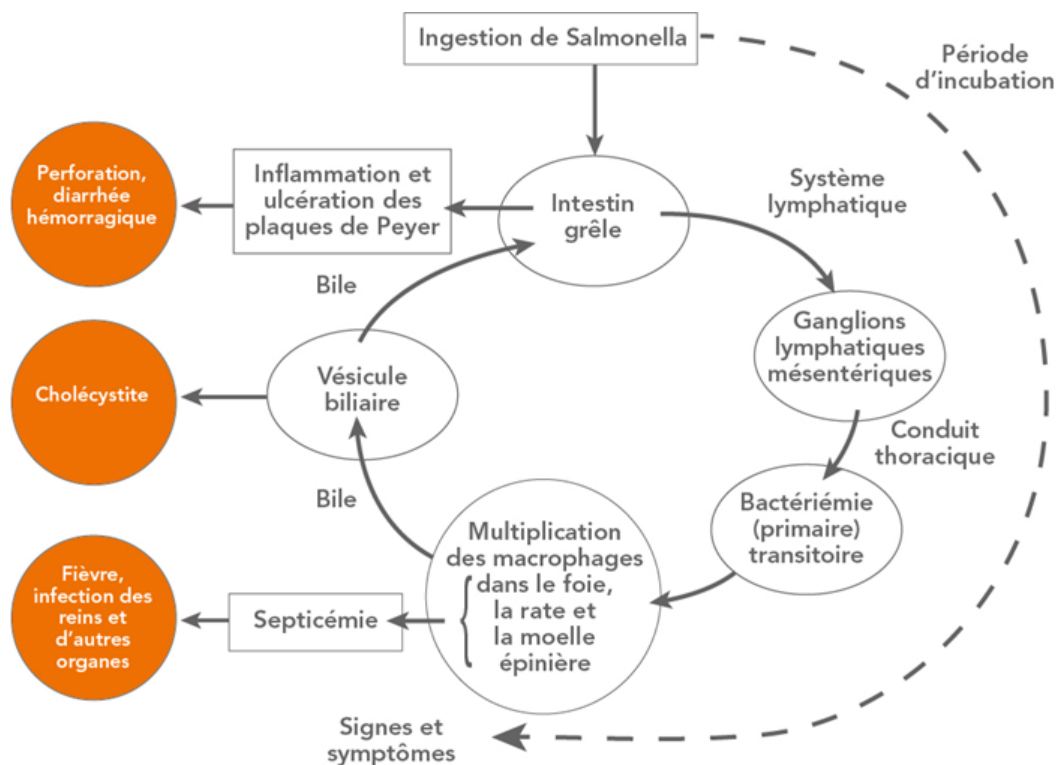 Ingestion de Salmonella
Période
d'incubation
Perforation,
diarrhée
hémorragique
Inflammation et
ulcération des
plaques de Peyer
Intestin
grêle
Système
lymphatique
Bile
Ganglions
lymphatiques
mésentériques
Cholécystite
Vésicule
biliaire
Conduit
thoracique
Bile
Bactériémie
(primaire)
transitoire
Multiplication
des macrophages
dans le foie,
la rate et
la moelle
épinière
Fièvre,
infection des
reins et
d'autres
organes
Septicémie
Signes et
symptômes